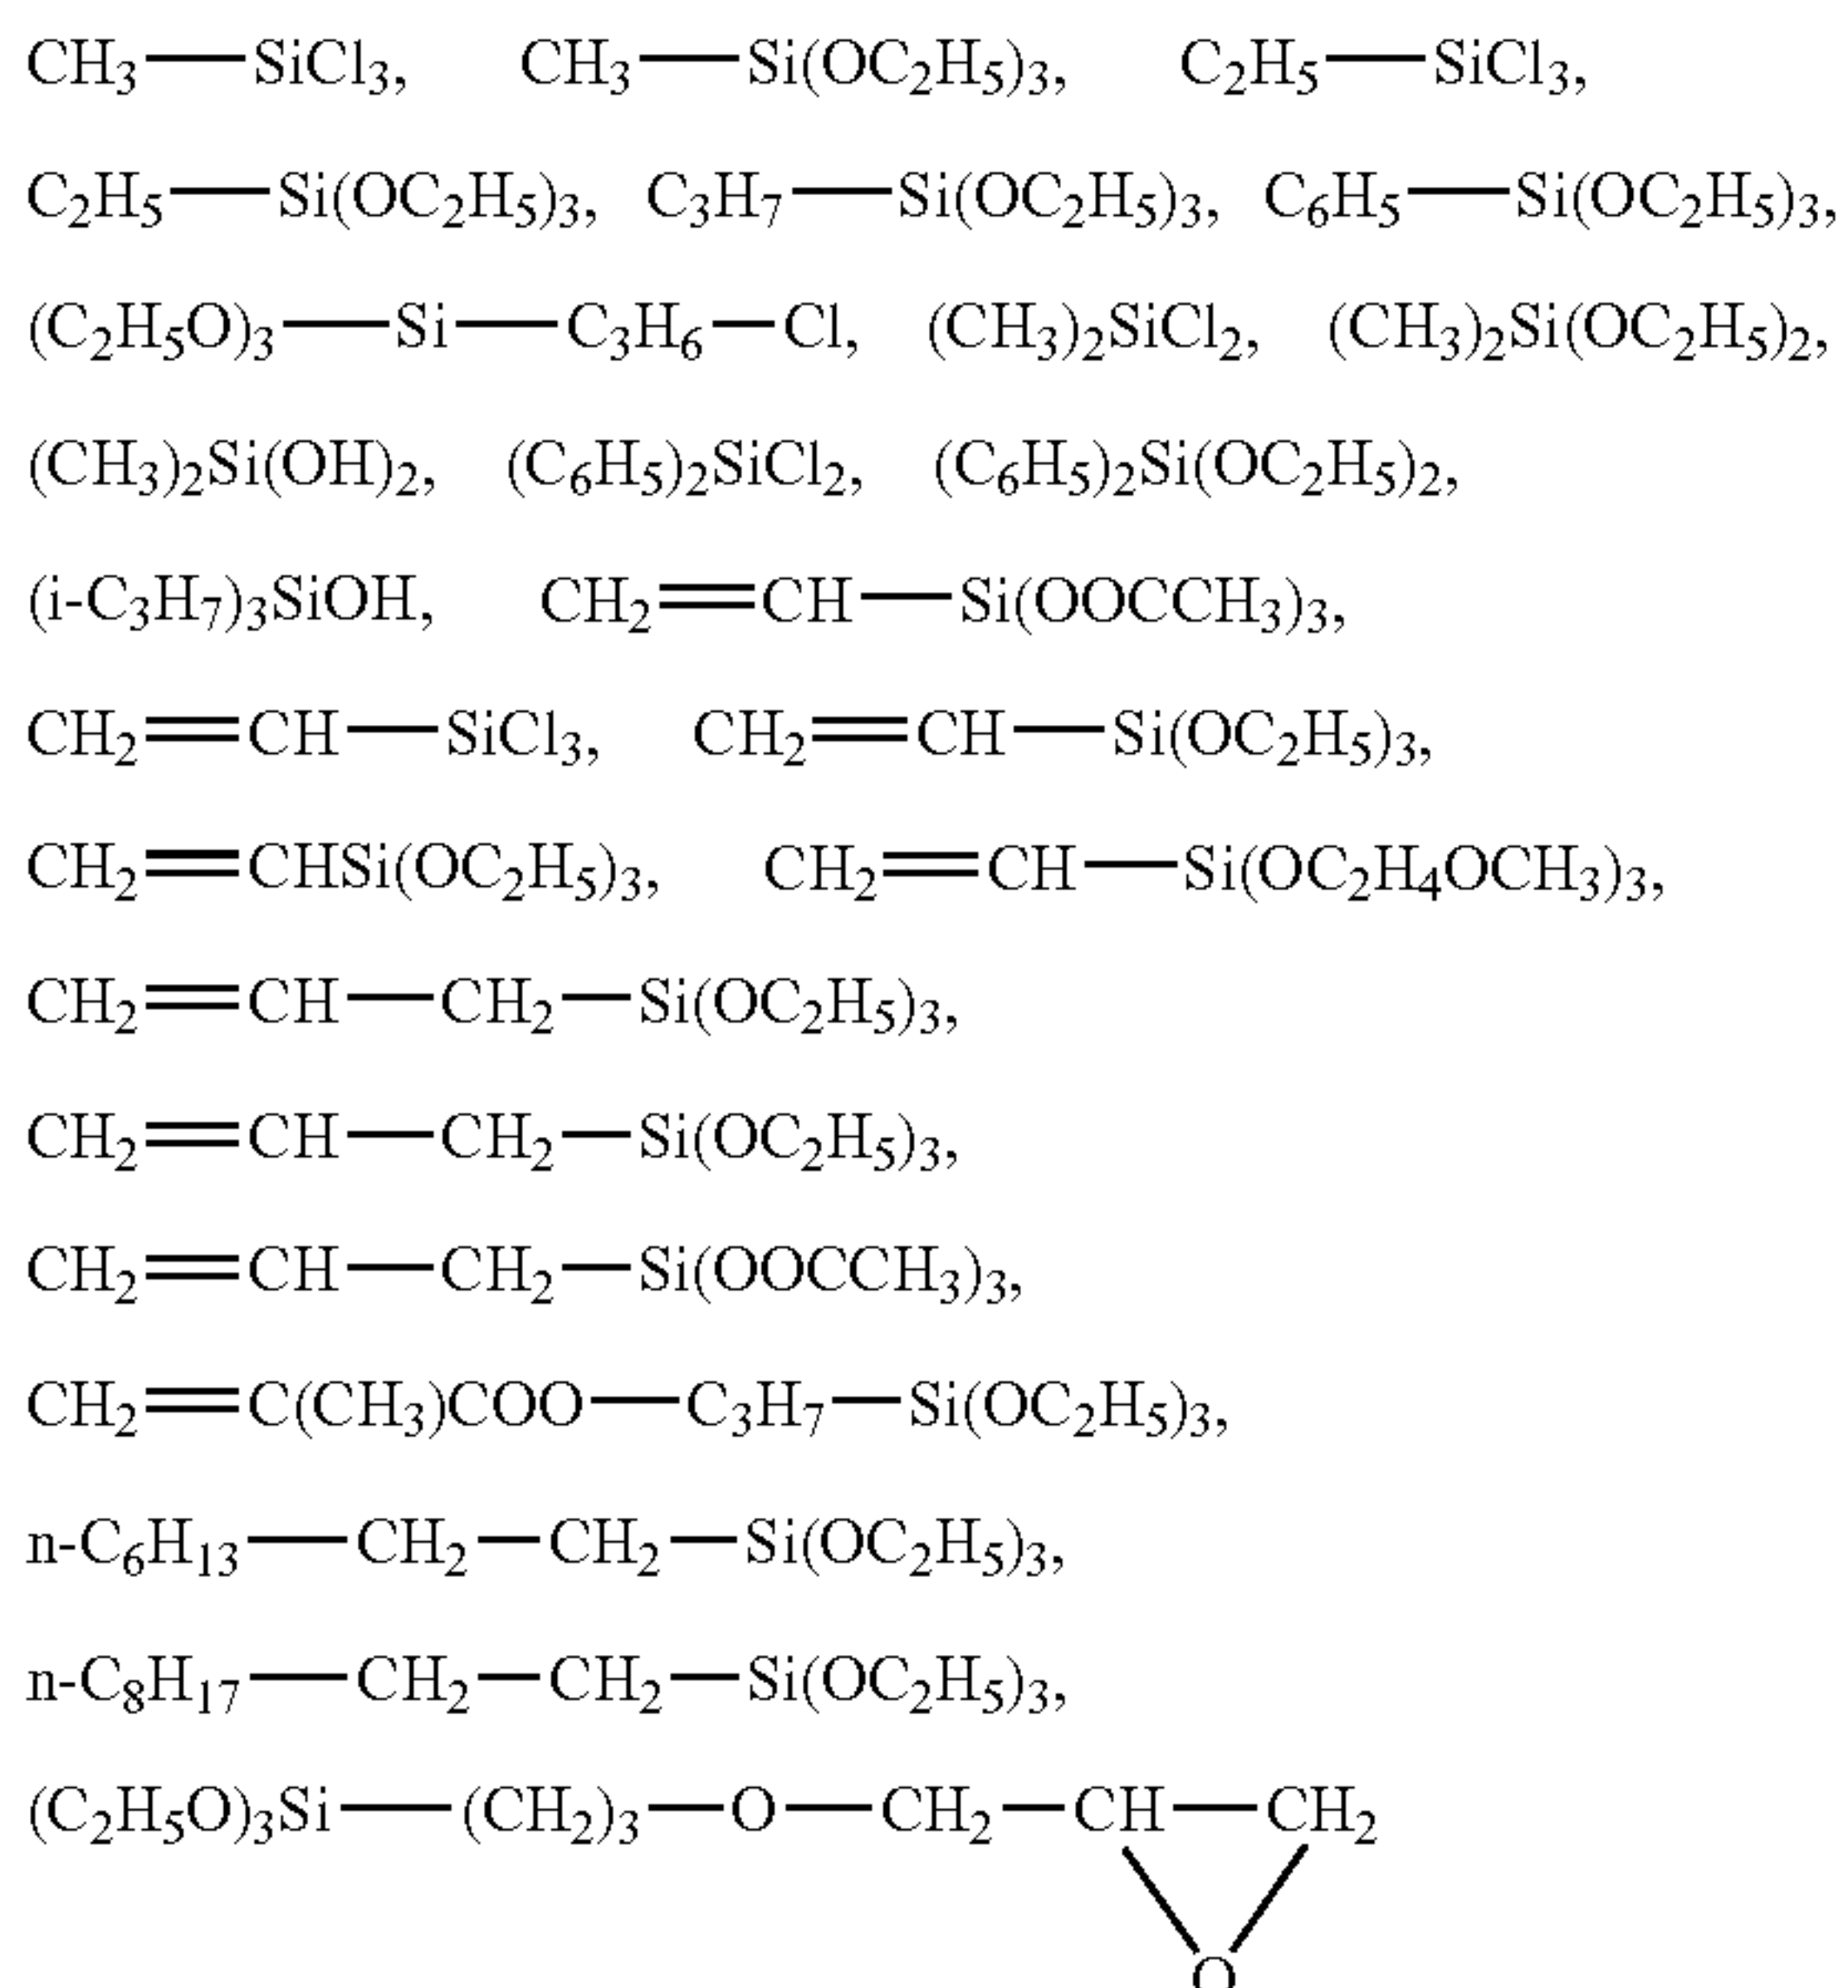 CH₃—SiCl₃, CH₃—Si(OC₂H₅)₃, C₂H₅—SiCl₃,
C₂H₅—Si(OC₂H₅)₃, C₃H₇—Si(OC₂H₅)₃, C₆H₅—Si(OC₂H₅)₃,
(C₂H₅O)₃—Si—C₃H₆—Cl, (CH₃)₂SiCl₂, (CH₃)₂Si(OC₂H₅)₂,
(CH₃)₂Si(OH)₂, (C₆H₅)₂SiCl₂, (C₆H₅)₂Si(OC₂H₅)₂,
(i-C₃H₇)₃SiOH, CH₂=CH—Si(OOCCH₃)₃,
CH₂=CH—SiCl₃, CH₂=CH—Si(OC₂H₅)₃,
CH₂=CHSi(OC₂H₅)₃, CH₂=CH—Si(OC₂H₄OCH₃)₃,
CH₂=CH—CH₂—Si(OC₂H₅)₃,
CH₂=CH—CH₂—Si(OC₂H₅)₃,
CH₂=CH—CH₂—Si(OOCCH₃)₃,
CH₂=C(CH₃)COO—C₃H₇—Si(OC₂H₅)₃,
n-C₆H₁₃—CH₂—CH₂—Si(OC₂H₅)₃,
n-C₈H₁₇—CH₂—CH₂—Si(OC₂H₅)₃,
(C₂H₅O)₃Si—(CH₂)₃—O—CH₂—CH—CH₂
O